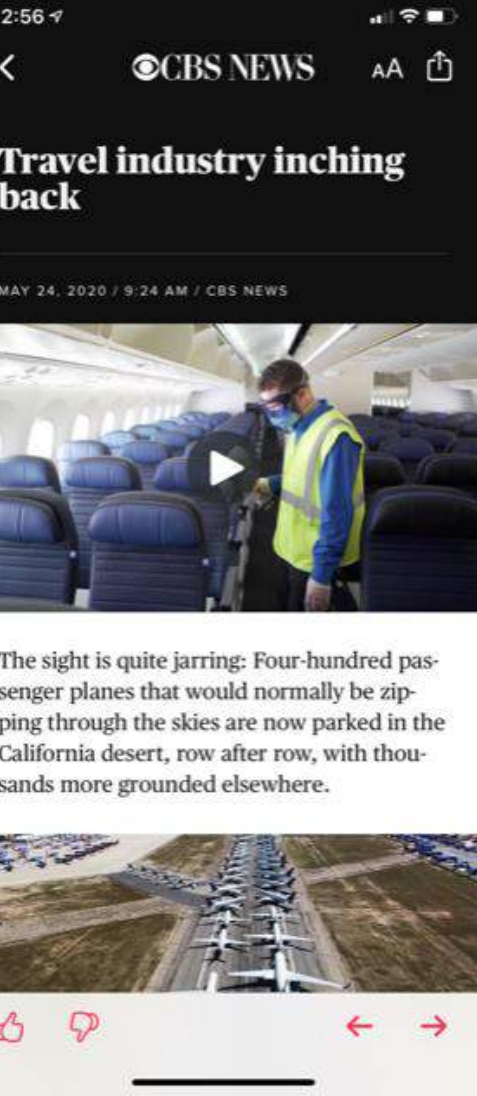 2:56
CBS NEWS
AA
Travel industry inching
back
MAY 24, 2020 / 9:24 AM / CBS NEWS
The sight is quite jarring: Four-hundred pas-
senger planes that would normally be zip-
ping through the skies are now parked in the
California desert, row after row, with thou-
sands more grounded elsewhere.